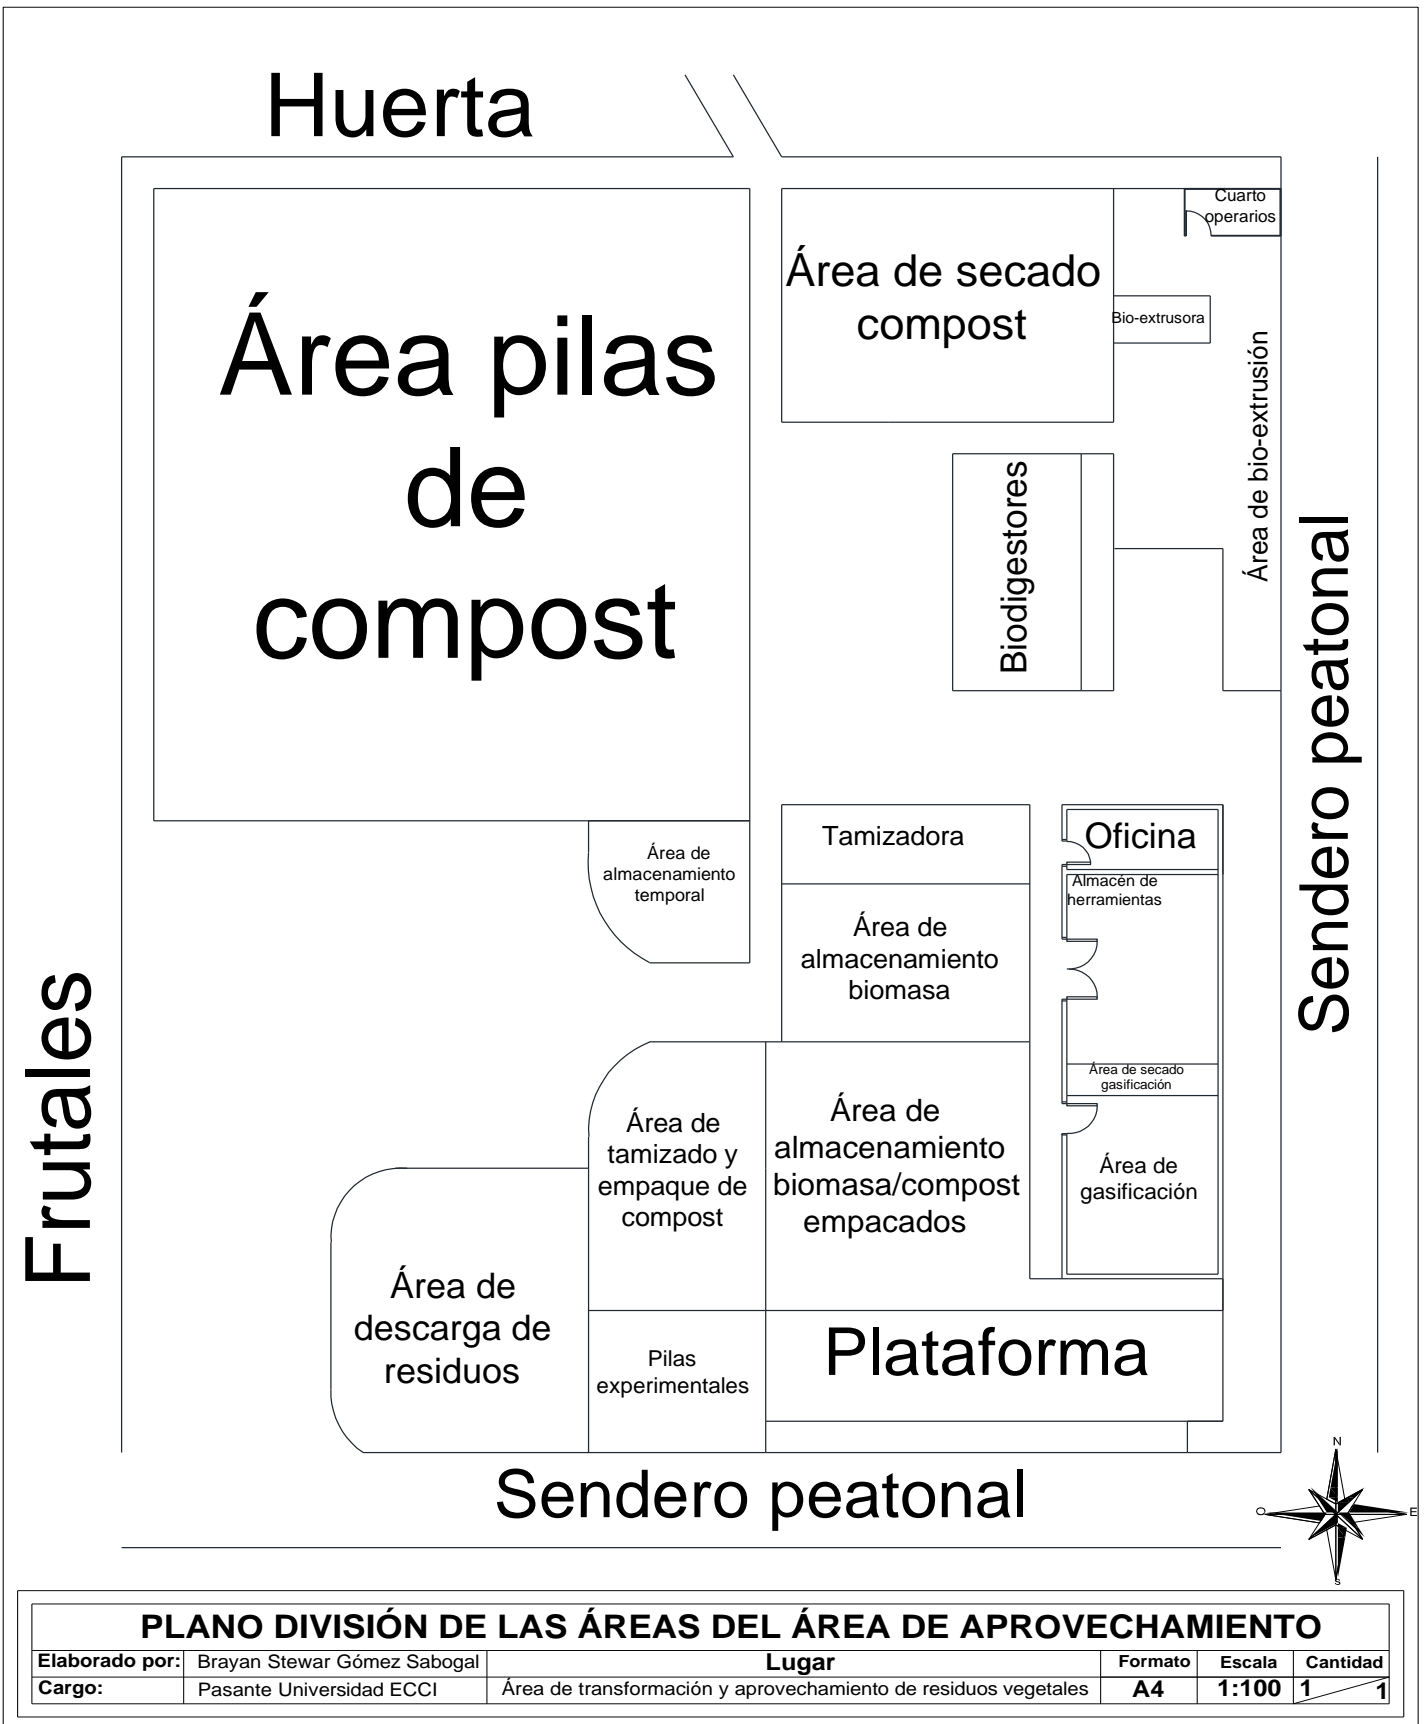 Huerta
Cuarto
operarios
Área de secado
compost
Bio-extrusora
Área pilas
de
compost
Área de bio-extrusión
Biodigestores
Sendero peatonal
Tamizadora
Oficina
Área de
almacenamiento
temporal
Almacén de
herramientas
Área de
almacenamiento
biomasa
Frutales
Área de secado
gasificación
Área de
tamizado y
empaque de
compost
Área de
almacenamiento
biomasa/compost
empacados
Área de
gasificación
Área de
descarga de
residuos
Pilas
experimentales
Plataforma
Sendero peatonal
N
O
E
S
PLANO DIVISIÓN DE LAS ÁREAS DEL ÁREA DE APROVECHAMIENTO
Elaborado por: Brayan Stewar Gómez Sabogal Lugar Formato Escala Cantidad
Cargo: Pasante Universidad ECCI Área de transformación y aprovechamiento de residuos vegetales A4 1:100 1 1